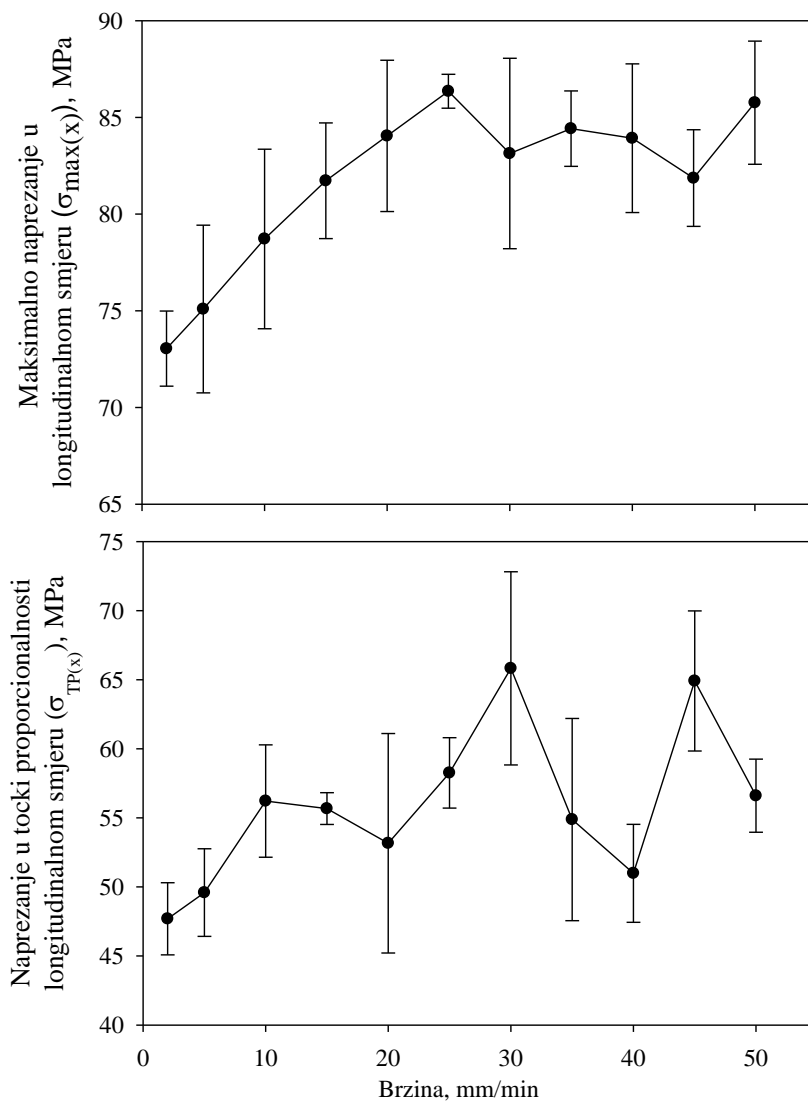 Maksimalno naprezanje u
longitudinalnom smjeru (σmax(x)), MPa
90
85
80
75
70
65
Naprezanje u tocki proporcionalnosti
longitudinalnom smjeru (σTP(x)), MPa
75
70
65
60
55
50
45
40
0 10 20 30 40 50
Brzina, mm/min